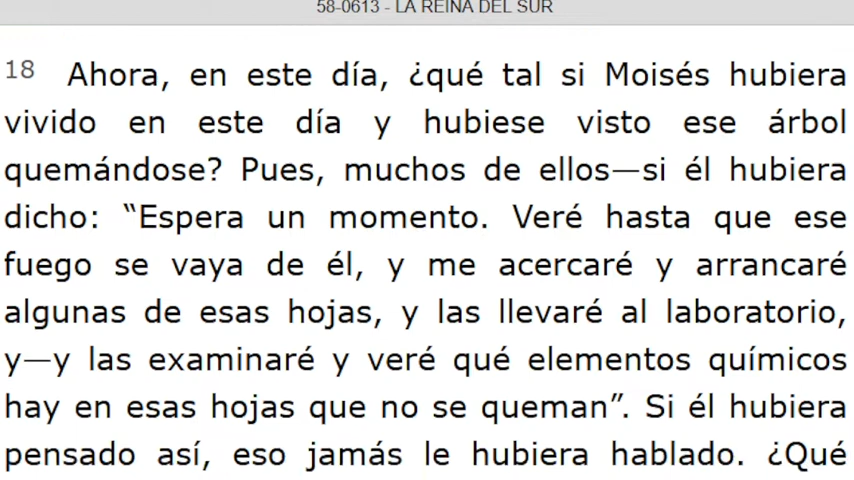 58-0613 - LA REINA DEL SUR
18 Ahora, en este día, ¿qué tal si Moisés hubiera
vivido en este día y hubiese visto ese árbol
quemándose? Pues, muchos de ellos—si él hubiera
dicho: “Espera un momento. Veré hasta que ese
fuego se vaya de él, y me acercaré y arrancaré
algunas de esas hojas, y las llevaré al laboratorio,
y—y las examinaré y veré qué elementos químicos
hay en esas hojas que no se queman”. Si él hubiera
pensado así, eso jamás le hubiera hablado. ¿Qué